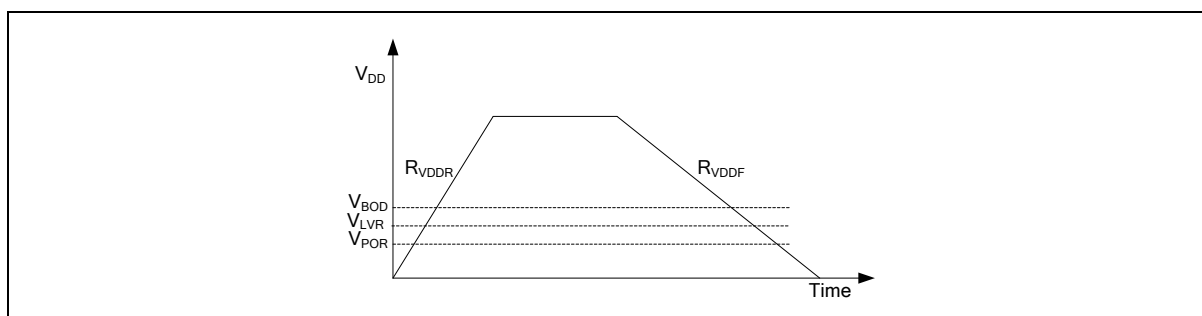 VDD
RVDDR
RVDDF
VBOD
VLVR
VPOR
Time